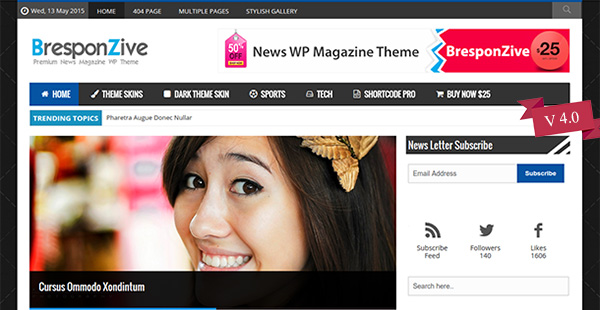 Wed, 13 May 2015 HOME 404 PAGE MULTIPLE PAGES STYLISH GALLERY
BresponZive
Premium News Magazine WP Theme
50%
OFF
News WP Magazine Theme
BresponZive
$25
HOME THEME SKINS DARK THEME SKIN SPORTS TECH SHORTCODE PRO BUY NOW $25
V 4.0
TRENDING TOPICS Pharetra Augue Donec Nullar
News Letter Subscribe
Email Address Subscribe
Subscribe
Feed
Followers
140
Likes
1606
Cursus Ommodo Xondintum
Search here..